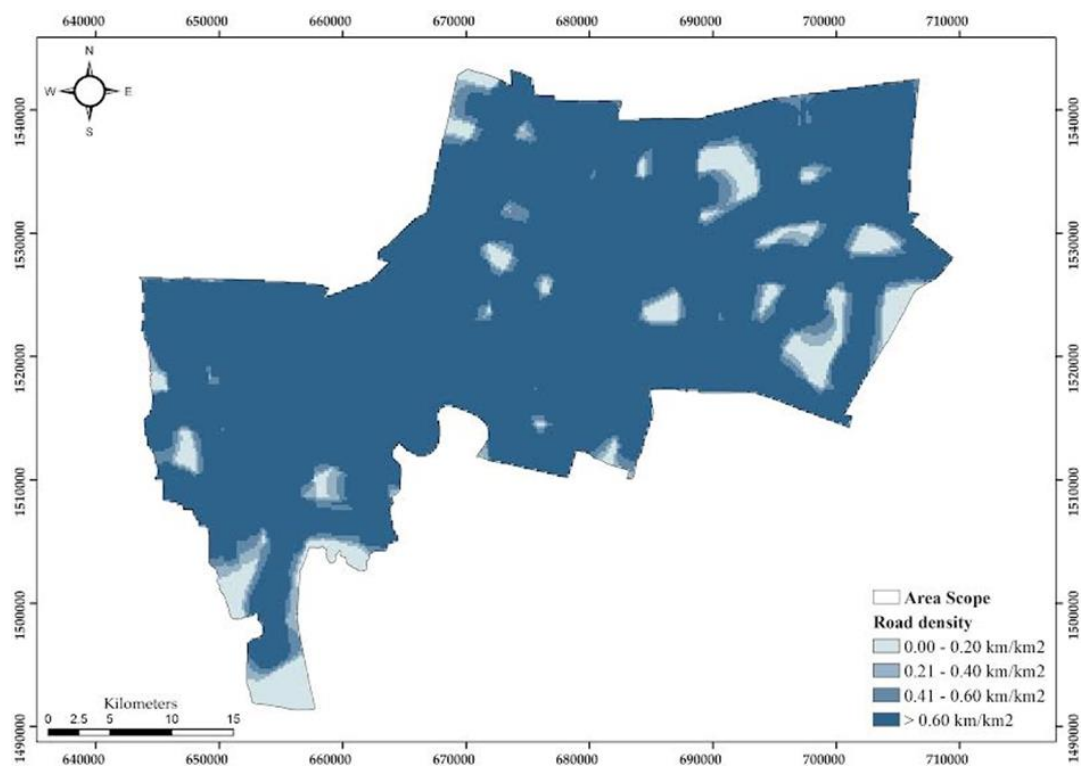 640000 650000 660000 670000 680000 690000 700000 710000
N
W E
S
1540000 1540000
1530000 1530000
1520000 1520000
1510000 1510000
1500000 1500000
1490000 1490000
Area Scope
Road density
0.00 - 0.20 km/km2
0.21 - 0.40 km/km2
0.41 - 0.60 km/km2
> 0.60 km/km2
Kilometers
0 2.5 5 10 15
640000 650000 660000 670000 680000 690000 700000 710000